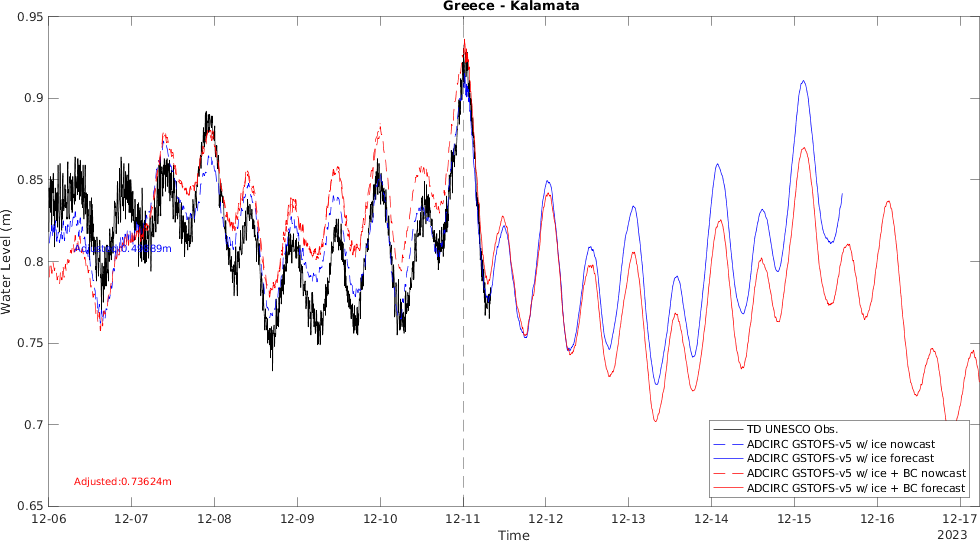 Greece - Kalamata
0.95
0.9
0.85
0.8
0.75
0.7
0.65
Water Level (m)
Adjusted:0.73624m
TD UNESCO Obs.
ADCIRC GSTOFS-v5 w/ ice nowcast
ADCIRC GSTOFS-v5 w/ ice forecast
ADCIRC GSTOFS-v5 w/ ice + BC nowcast
ADCIRC GSTOFS-v5 w/ ice + BC forecast
12-06 12-07 12-08 12-09 12-10 12-11 12-12 12-13 12-14 12-15 12-16 12-17
Time
2023